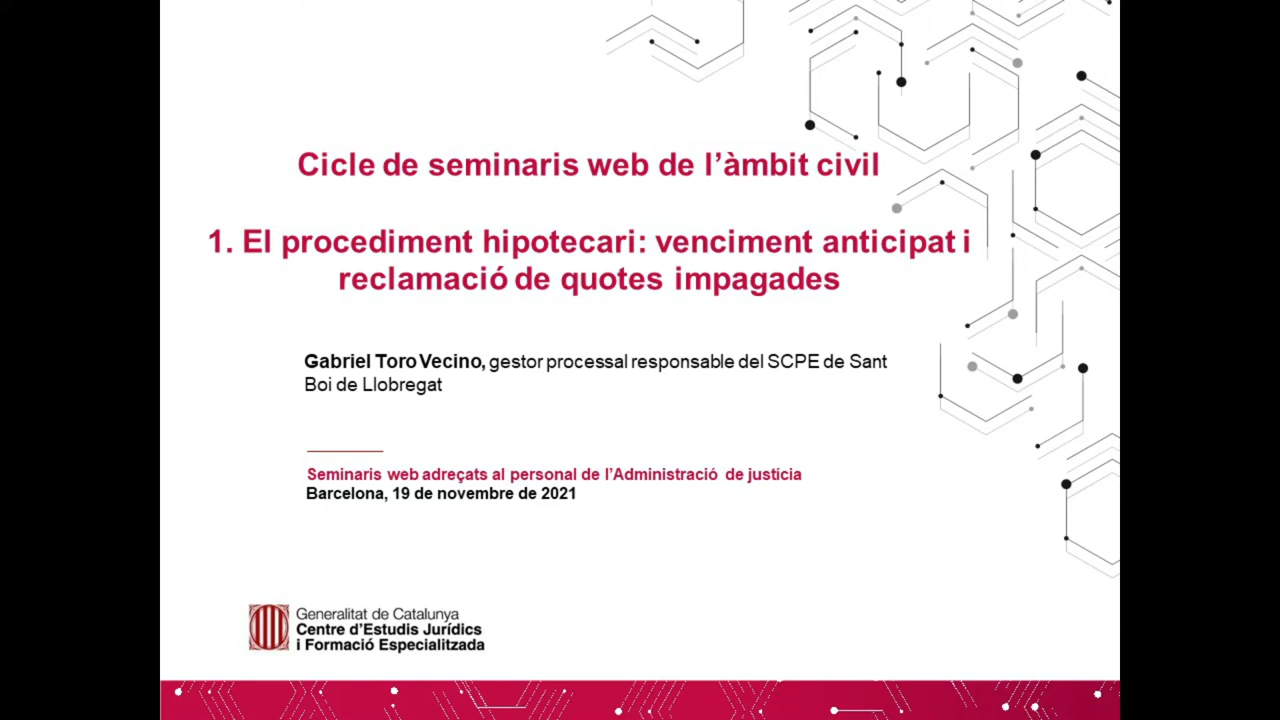 Cicle de seminaris web de l’àmbit civil
1. El procediment hipotecari: venciment anticipat i
reclamació de quotes impagades
Gabriel Toro Vecino, gestor processal responsable del SCPE de Sant
Boi de Llobregat
Seminaris web adreçats al personal de l’Administració de justícia
Barcelona, 19 de novembre de 2021
Generalitat de Catalunya
Centre d’Estudis Jurídics
i Formació Especialitzada